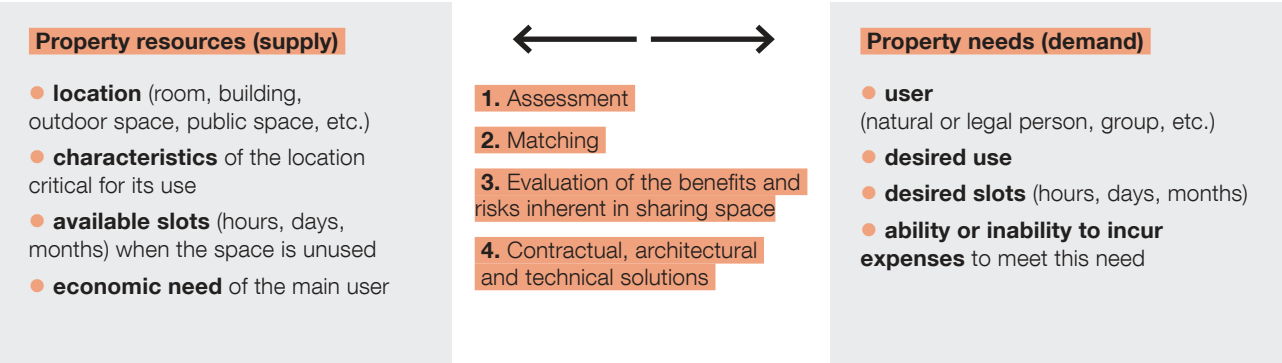 Property resources (supply)
● location (room, building,
outdoor space, public space, etc.)
● characteristics of the location
critical for its use
● available slots (hours, days,
months) when the space is unused
● economic need of the main user
1. Assessment
2. Matching
3. Evaluation of the benefits and
risks inherent in sharing space
4. Contractual, architectural
and technical solutions
Property needs (demand)
● user
(natural or legal person, group, etc.)
● desired use
● desired slots (hours, days, months)
● ability or inability to incur
expenses to meet this need